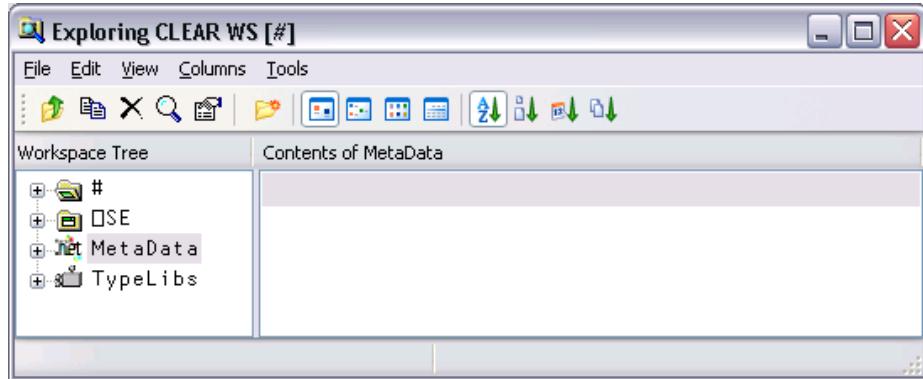 Exploring CLEAR WS [#]
File Edit View Columns Tools
Workspace Tree
Contents of MetaData
#
⎕SE
MetaData
TypeLibs